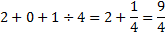 2 + 0 + 1 ÷ 4 = 2 + 1/4 = 9/4